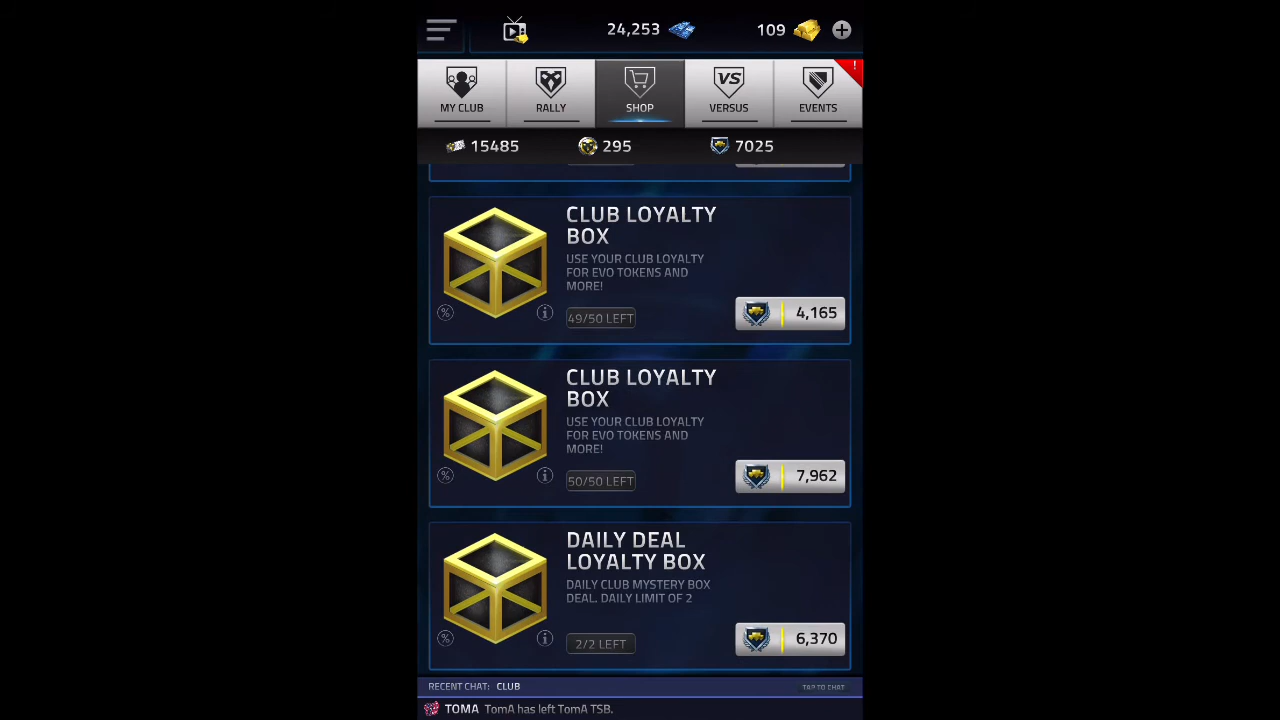 24,253
109
MY CLUB
RALLY
SHOP
VS
VERSUS
EVENTS
!
15485
295
7025
CLUB LOYALTY
BOX
USE YOUR CLUB LOYALTY
FOR EVO TOKENS AND
MORE!
% i
49/50 LEFT
4,165
CLUB LOYALTY
BOX
USE YOUR CLUB LOYALTY
FOR EVO TOKENS AND
MORE!
% i
50/50 LEFT
7,962
DAILY DEAL
LOYALTY BOX
DAILY CLUB MYSTERY BOX
DEAL. DAILY LIMIT OF 2
% i
2/2 LEFT
6,370
RECENT CHAT: CLUB
TAP TO CHAT
TOMA TomA has left TomA TSB.